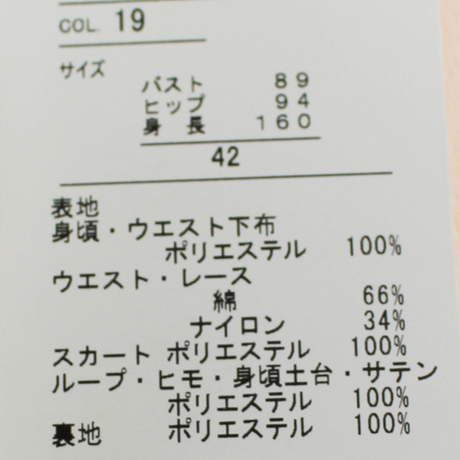 COL. 19
サイズ
バスト 89
ヒップ 94
身 長 160
42
表地
身頃・ウエスト下布
ポリエステル 100%
ウエスト・レース
綿 66%
ナイロン 34%
スカート ポリエステル 100%
ループ・ヒモ・身頃土台・サテン
ポリエステル 100%
裏地 ポリエステル 100%